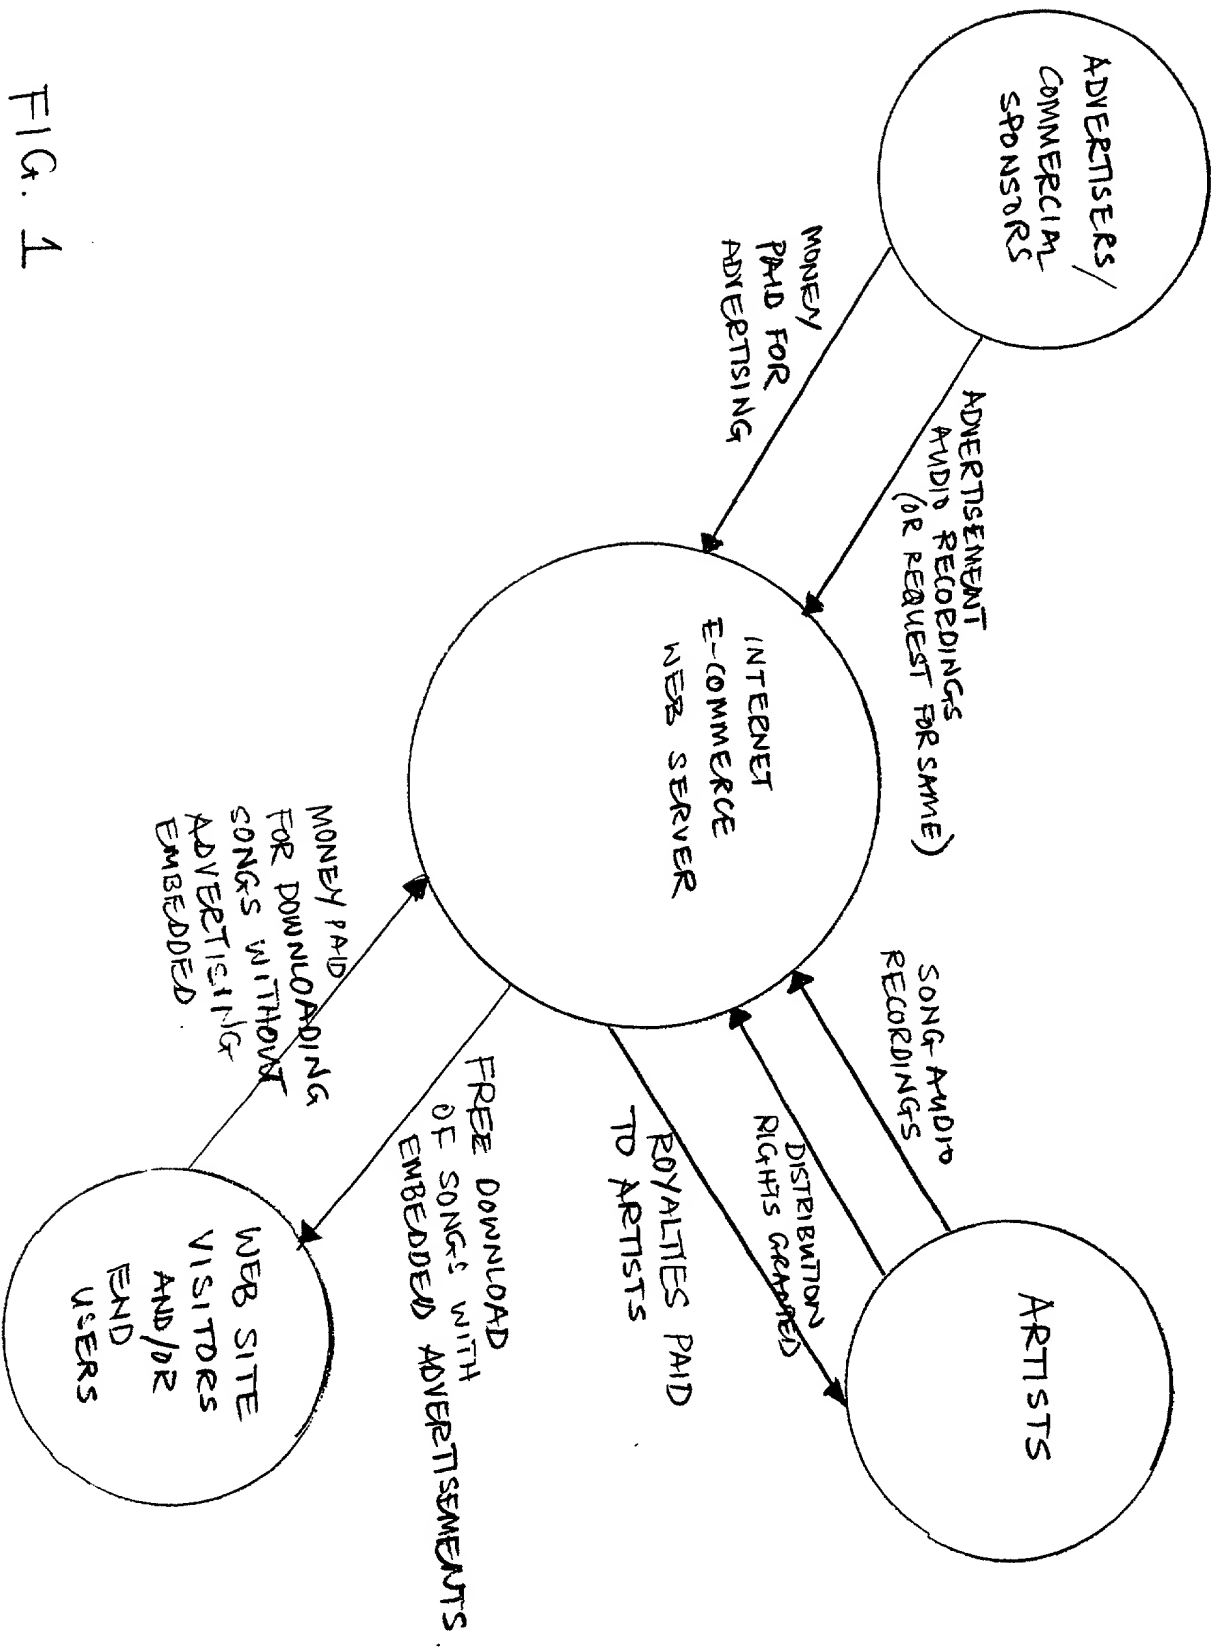 ADVERTISERS/
COMMERCIAL
SPONSORS
MONEY
PAID FOR
ADVERTISING
ADVERTISEMENT
AUDIO RECORDINGS
(OR REQUEST FOR SAME)
INTERNET
E-COMMERCE
WEB SERVER
SONG AUDIO
RECORDINGS
DISTRIBUTION
RIGHTS GRANTED
ROYALTIES PAID
TO ARTISTS
ARTISTS
MONEY PAID
FOR DOWNLOADING
SONGS WITHOUT
ADVERTISING
EMBEDDED.
FREE DOWNLOAD
OF SONGS WITH
EMBEDDED ADVERTISEMENTS.
WEB SITE
VISITORS
AND/OR
END
USERS
FIG. 1